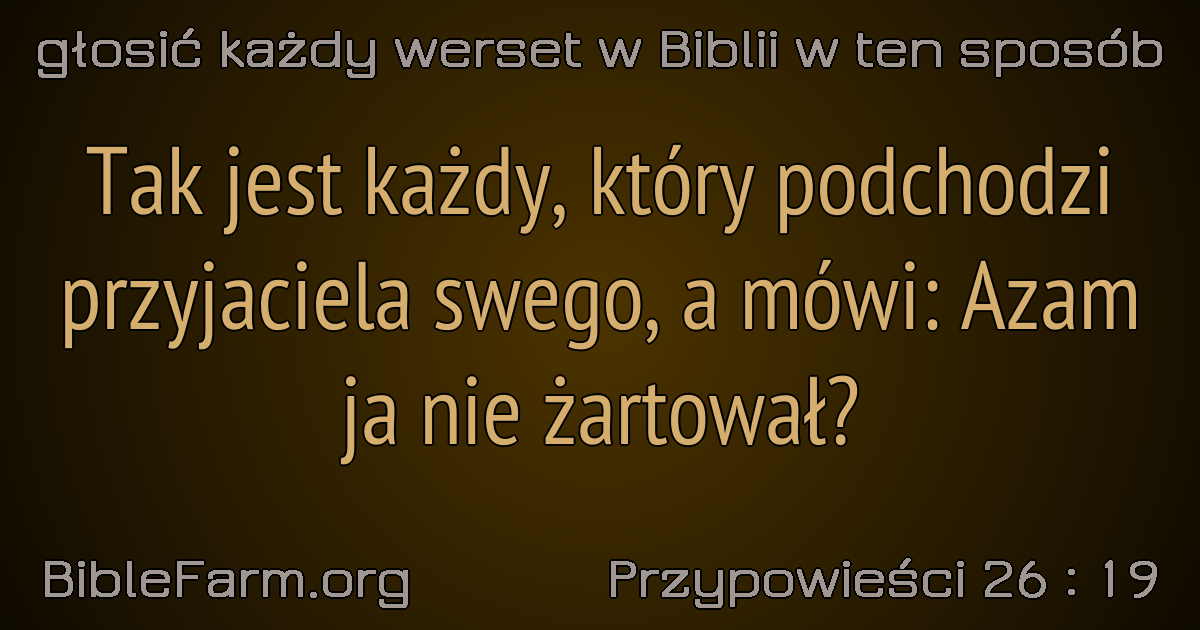 głosić każdy werset w Biblii w ten sposób
Tak jest każdy, który podchodzi
przyjaciela swego, a mówi: Azam
ja nie żartował?
BibleFarm.org
Przypowieści 26 : 19